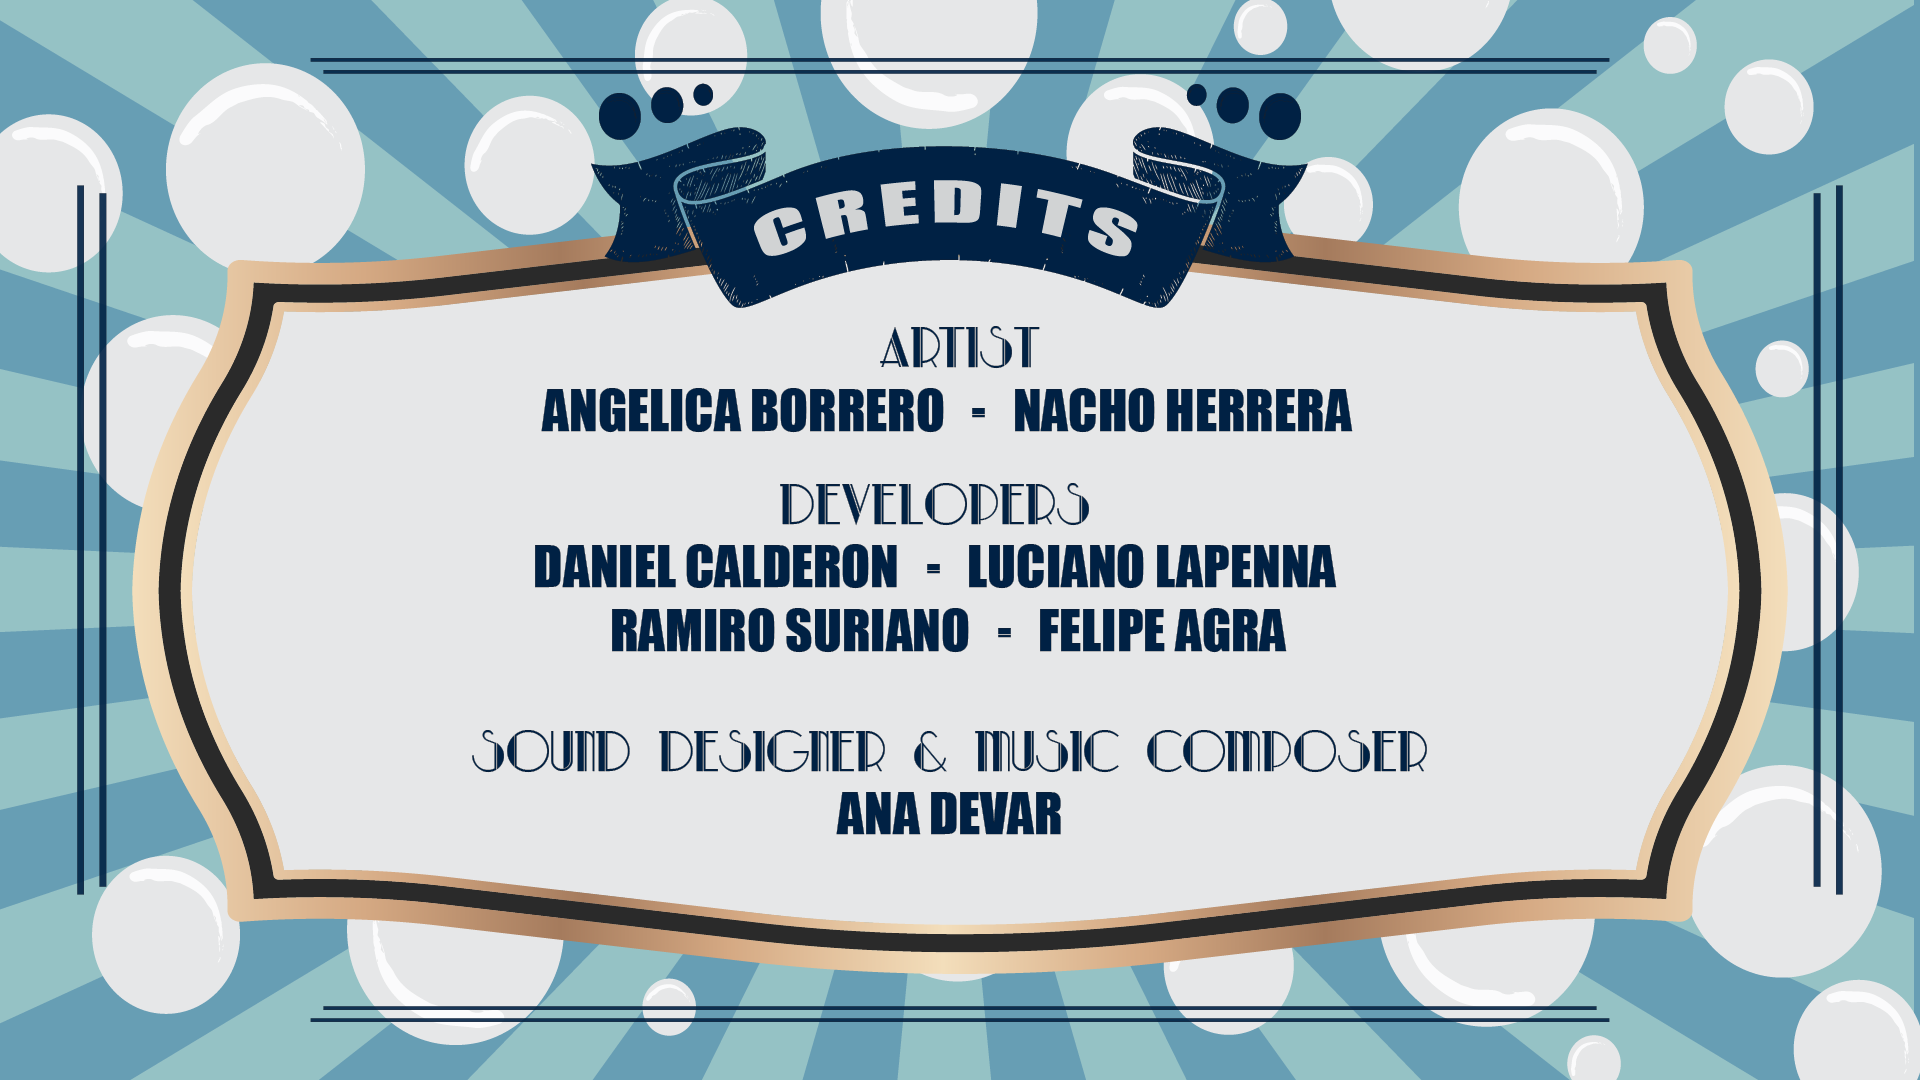 CREDITS
ARTIST
ANGELICA BORRERO - NACHO HERRERA
DEVELOPERS
DANIEL CALDERON - LUCIANO LAPENNA
RAMIRO SURIANO - FELIPE AGRA
SOUND DESIGNER & MUSIC COMPOSER
ANA DEVAR